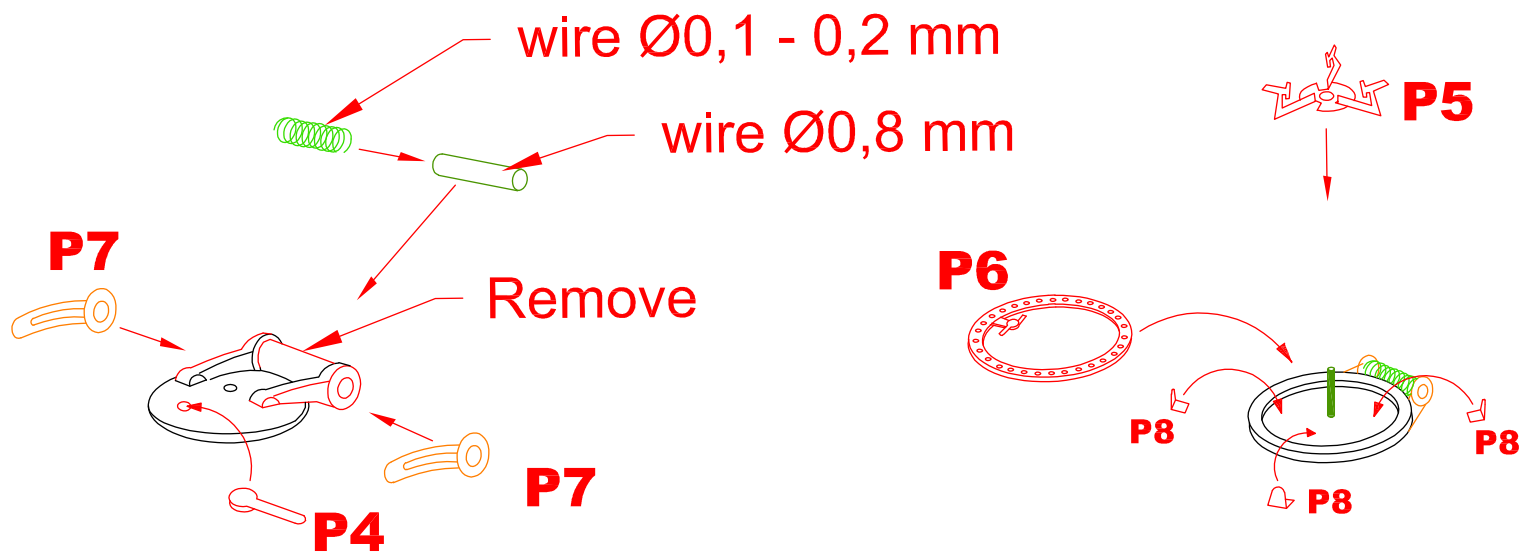 wire Ø0,1 - 0,2 mm
P5
wire Ø0,8 mm
P7
P6
Remove
P8
P8
P7
P8
P4